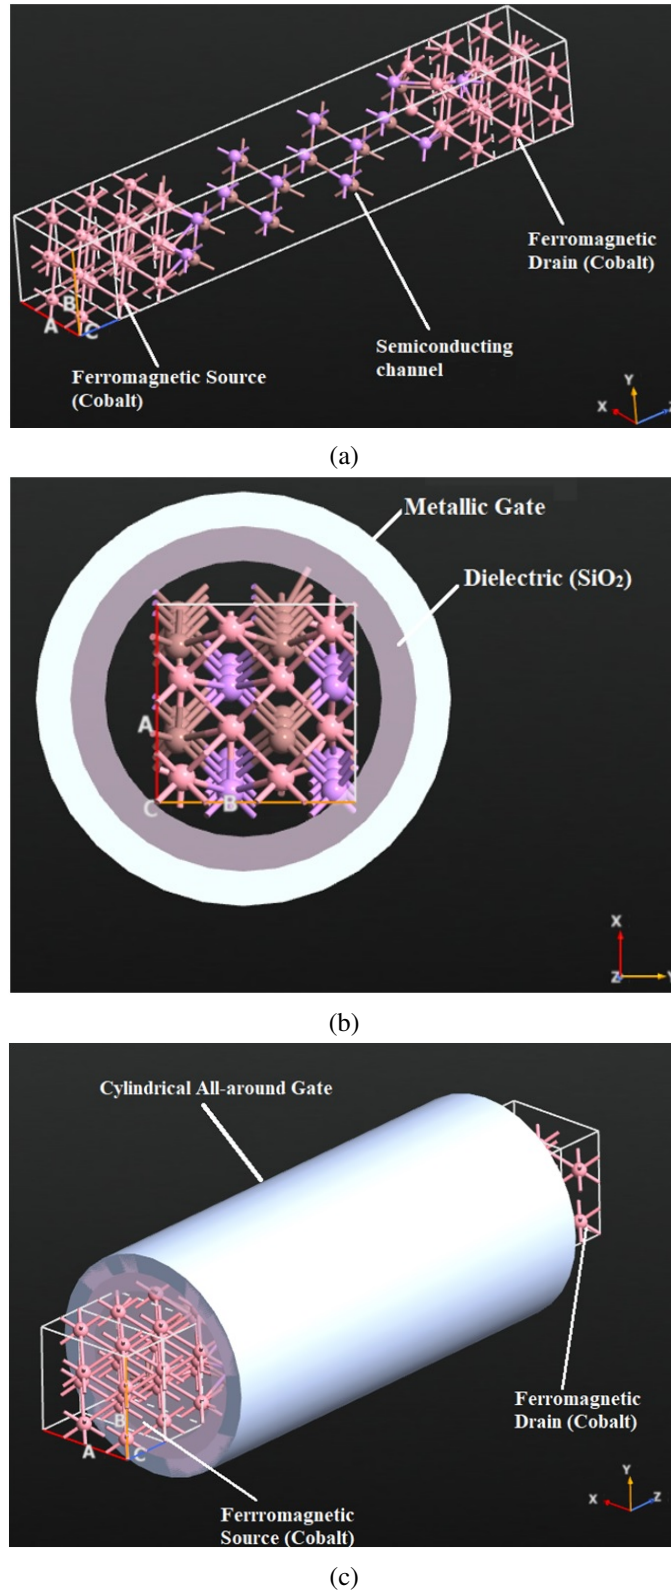 Ferromagnetic
Drain (Cobalt)
Semiconducting
channel
Ferromagnetic Source
(Cobalt)
A
B
C
X
Y
Z
(a)
Metallic Gate
Dielectric (SiO₂)
A
B
C
X
Y
Z
(b)
Cylindrical All-around Gate
Ferromagnetic
Drain (Cobalt)
Ferrromagnetic
Source (Cobalt)
A
B
C
X
Y
Z
(c)